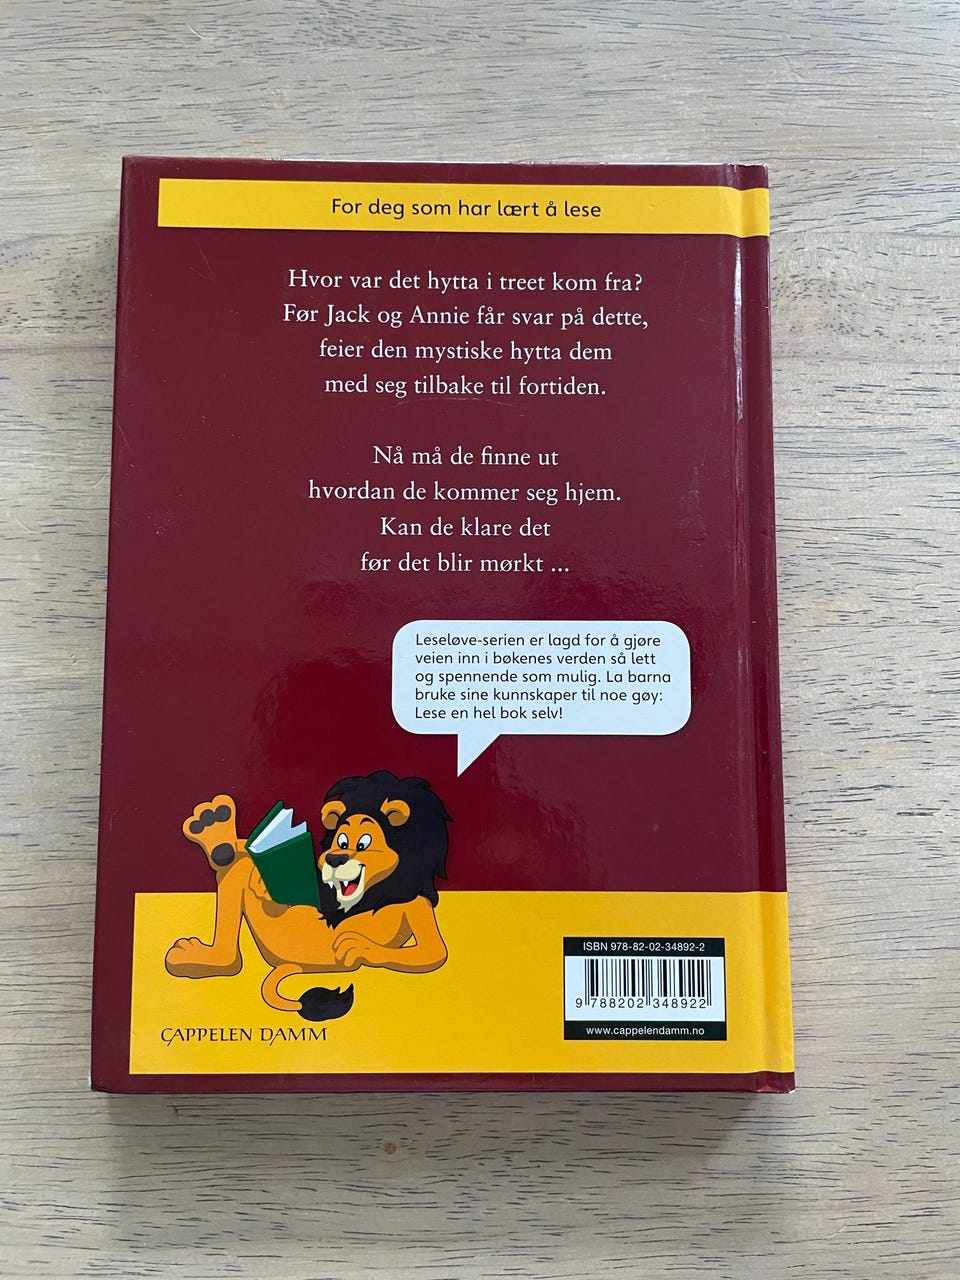 For deg som har lært å lese
Hvor var det hytta i treet kom fra?
Før Jack og Annie får svar på dette,
feier den mystiske hytta dem
med seg tilbake til fortiden.
Nå må de finne ut
hvordan de kommer seg hjem.
Kan de klare det
før det blir mørkt ...
Leseløve-serien er lagd for å gjøre
veien inn i bøkenes verden så lett
og spennende som mulig. La barna
bruke sine kunnskaper til noe gøy:
Lese en hel bok selv!
CAPPELEN DAMM
ISBN 978-82-02-34892-2
9 788202 348922
www.cappelendamm.no